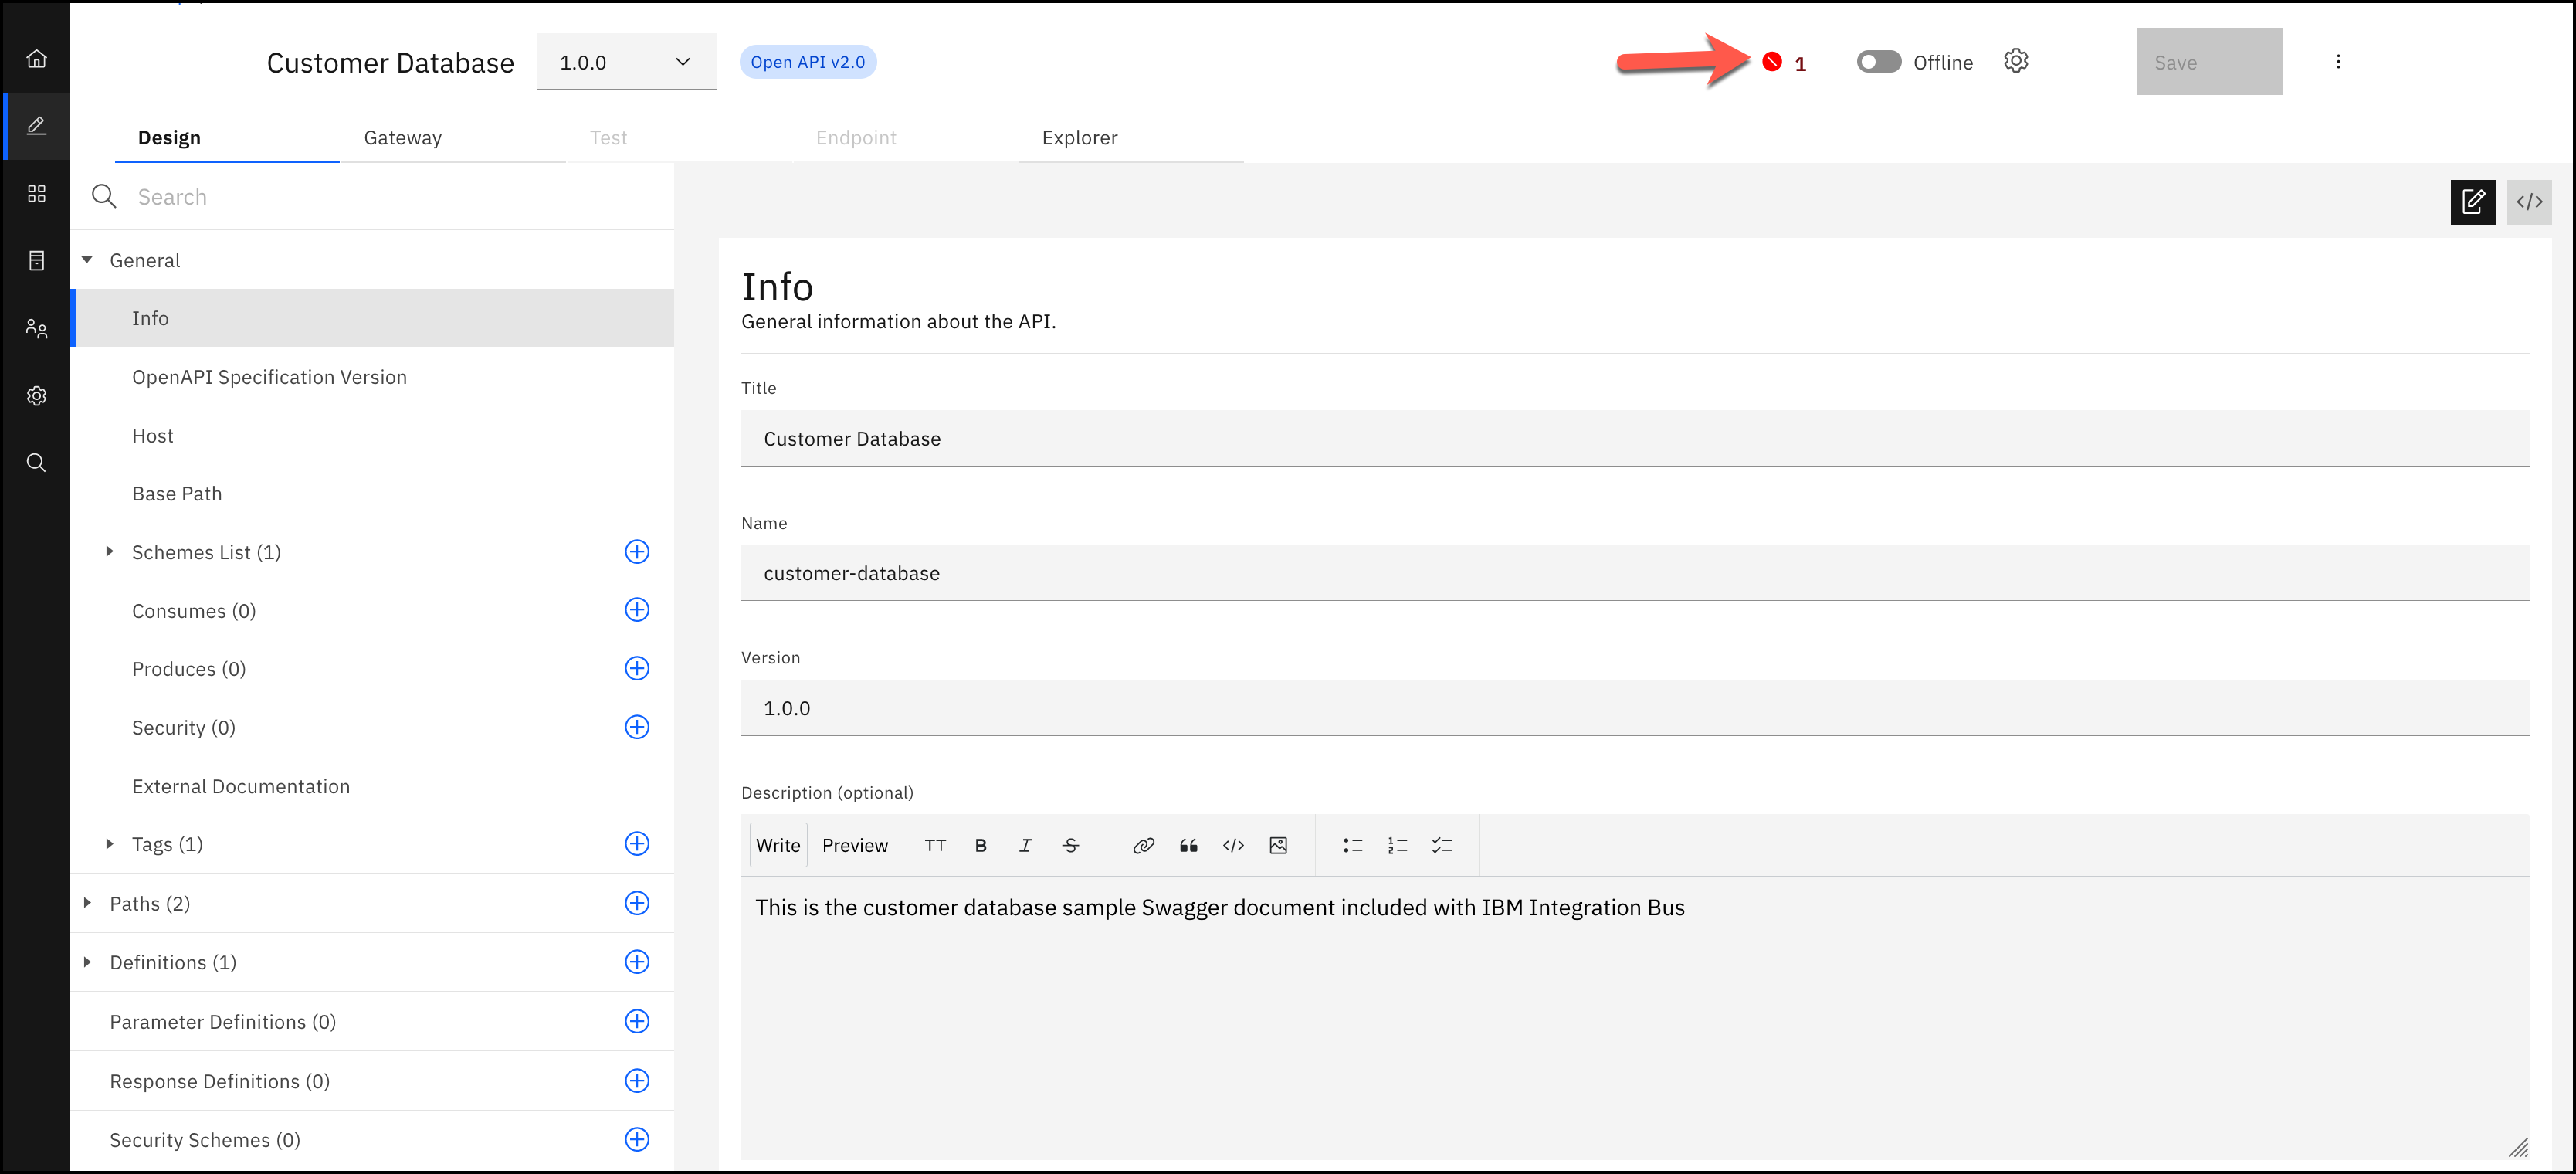 Customer Database
1.0.0
Open API v2.0
1
Offline
Save
Design
Gateway
Test
Endpoint
Explorer
Search
General
Info
OpenAPI Specification Version
Host
Base Path
Schemes List (1)
Consumes (0)
Produces (0)
Security (0)
External Documentation
Tags (1)
Paths (2)
Definitions (1)
Parameter Definitions (0)
Response Definitions (0)
Security Schemes (0)
Info
General information about the API.
Title
Customer Database
Name
customer-database
Version
1.0.0
Description (optional)
Write Preview TT B I S
This is the customer database sample Swagger document included with IBM Integration Bus